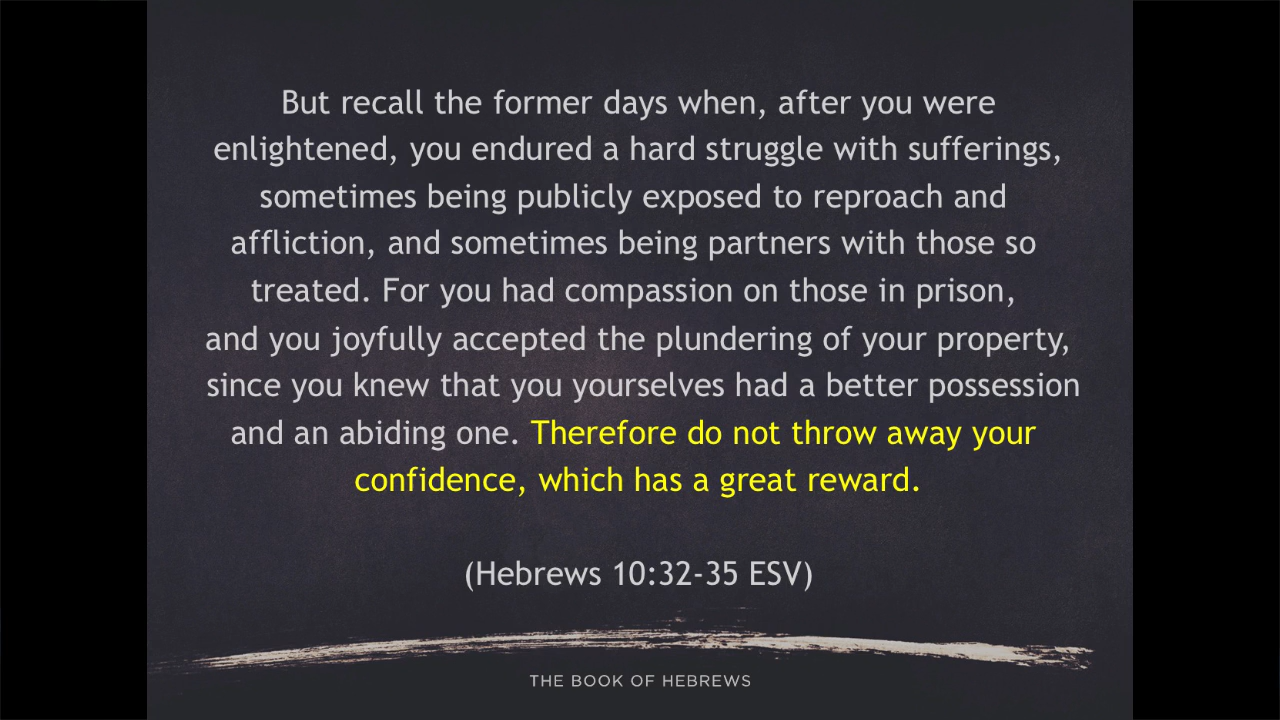 But recall the former days when, after you were
enlightened, you endured a hard struggle with sufferings,
sometimes being publicly exposed to reproach and
affliction, and sometimes being partners with those so
treated. For you had compassion on those in prison,
and you joyfully accepted the plundering of your property,
since you knew that you yourselves had a better possession
and an abiding one. Therefore do not throw away your
confidence, which has a great reward.
(Hebrews 10:32-35 ESV)
THE BOOK OF HEBREWS